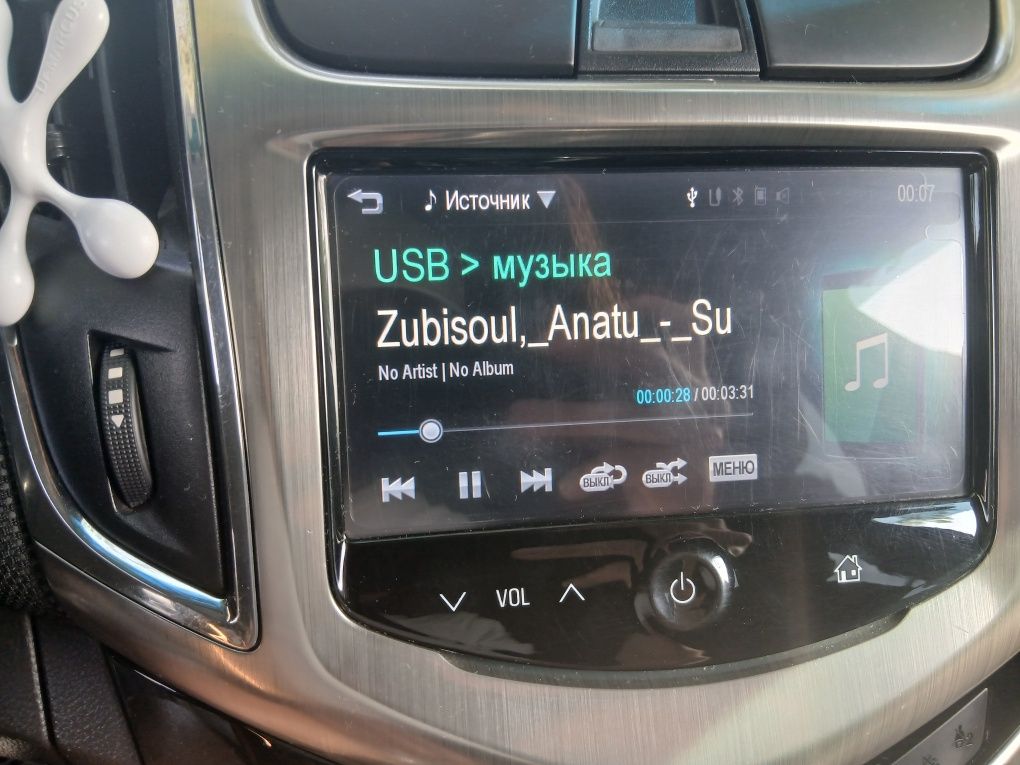 Источник
00:07
USB > музыка
Zubisoul,_Anatu_-_Su
No Artist | No Album
00:00:28 / 00:03:31
ВЫКЛ ВЫКЛ МЕНЮ
VOL
2